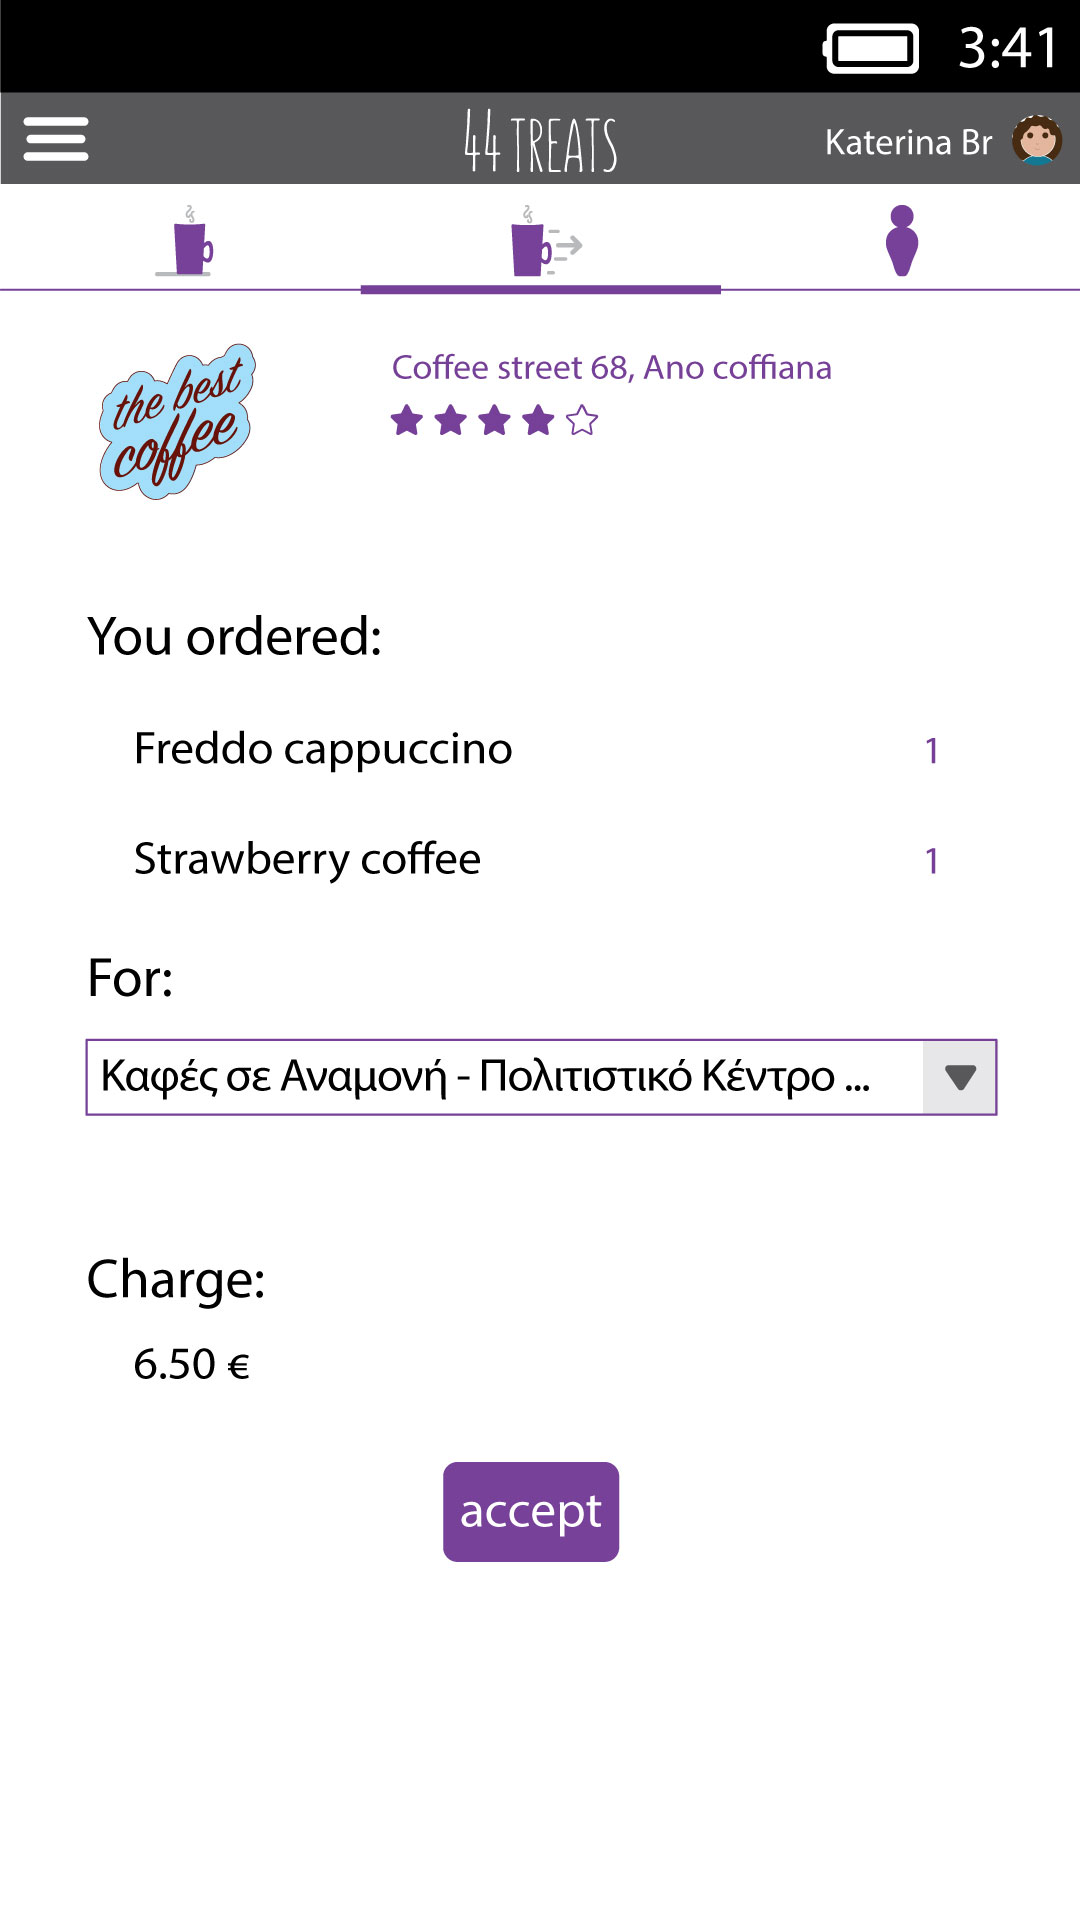 3:41
44 TREATS
Katerina Br
the best
coffee
Coffee street 68, Ano coffiana
You ordered:
Freddo cappuccino 1
Strawberry coffee 1
For:
Καφές σε Αναμονή - Πολιτιστικό Κέντρο ...
Charge:
6.50 €
accept